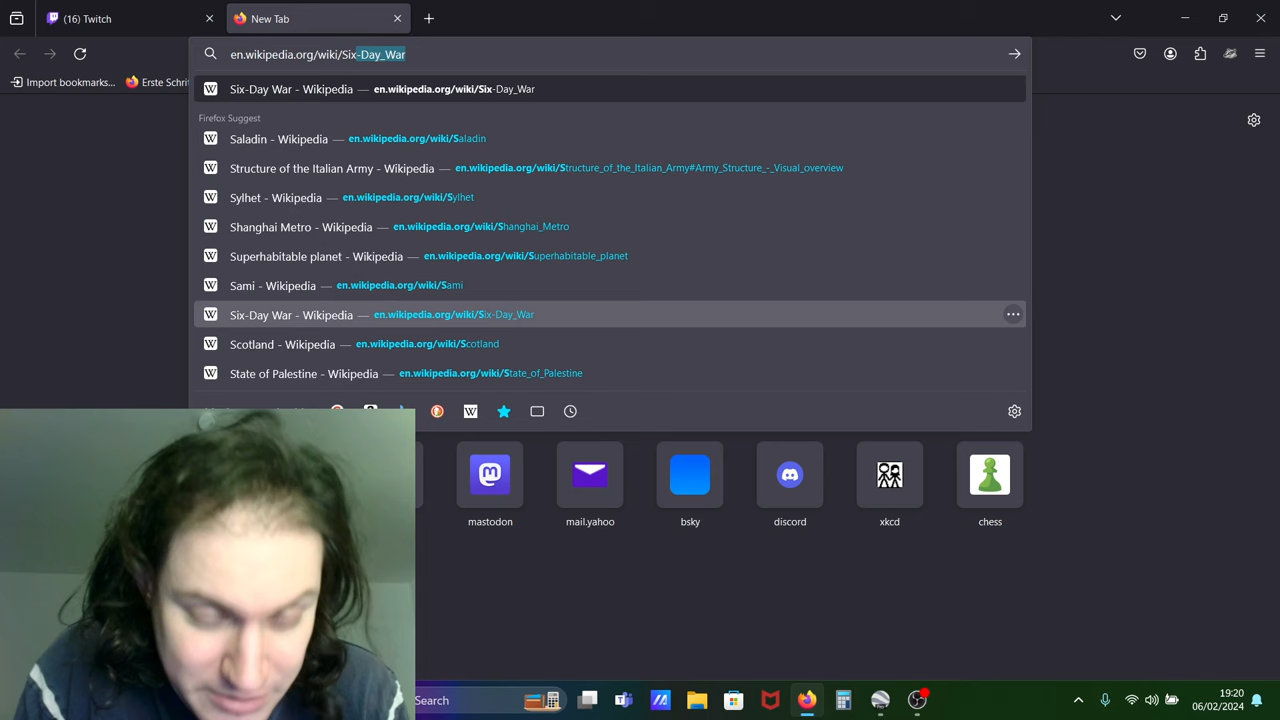 (16) Twitch
New Tab
en.wikipedia.org/wiki/Six-Day_War
Import bookmarks...
Erste Schri
Six-Day War - Wikipedia — en.wikipedia.org/wiki/Six-Day_War
Firefox Suggest
Saladin - Wikipedia — en.wikipedia.org/wiki/Saladin
Structure of the Italian Army - Wikipedia — en.wikipedia.org/wiki/Structure_of_the_Italian_Army#Army_Structure_-_Visual_overview
Sylhet - Wikipedia — en.wikipedia.org/wiki/Sylhet
Shanghai Metro - Wikipedia — en.wikipedia.org/wiki/Shanghai_Metro
Superhabitable planet - Wikipedia — en.wikipedia.org/wiki/Superhabitable_planet
Sami - Wikipedia — en.wikipedia.org/wiki/Sami
Six-Day War - Wikipedia — en.wikipedia.org/wiki/Six-Day_War
Scotland - Wikipedia — en.wikipedia.org/wiki/Scotland
State of Palestine - Wikipedia — en.wikipedia.org/wiki/State_of_Palestine
mastodon
mail.yahoo
bsky
discord
xkcd
chess
Search
19:20
06/02/2024